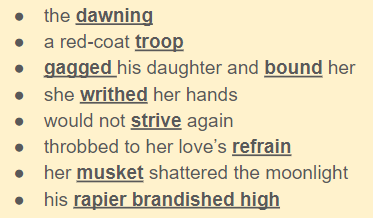 ● the dawning
● a red-coat troop
● gagged his daughter and bound her
● she writhed her hands
● would not strive again
● throbbed to her love’s refrain
● her musket shattered the moonlight
● his rapier brandished high